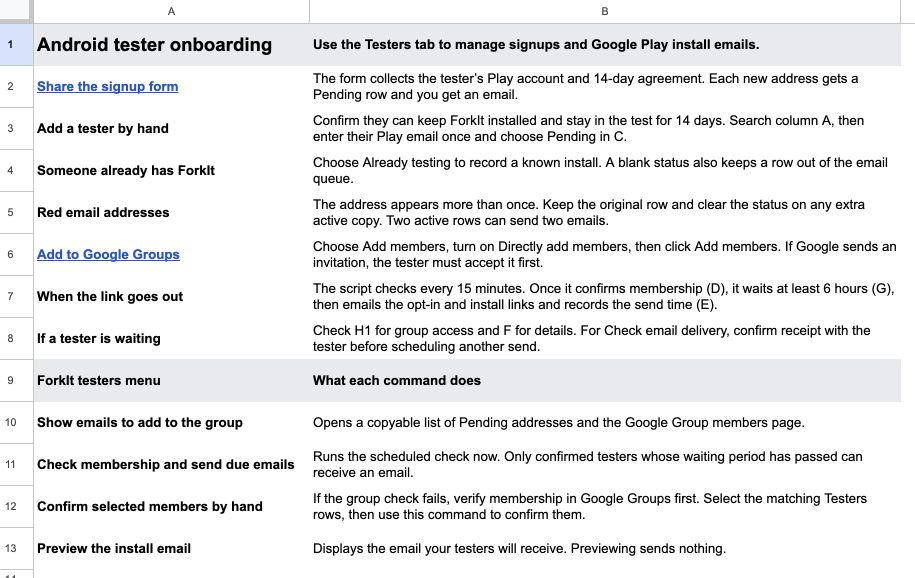 A
B
1
Android tester onboarding
Use the Testers tab to manage signups and Google Play install emails.
2
Share the signup form
The form collects the tester's Play account and 14-day agreement. Each new address gets a
Pending row and you get an email.
3
Add a tester by hand
Confirm they can keep ForkIt installed and stay in the test for 14 days. Search column A, then
enter their Play email once and choose Pending in C.
4
Someone already has ForkIt
Choose Already testing to record a known install. A blank status also keeps a row out of the email
queue.
5
Red email addresses
The address appears more than once. Keep the original row and clear the status on any extra
active copy. Two active rows can send two emails.
6
Add to Google Groups
Choose Add members, turn on Directly add members, then click Add members. If Google sends an
invitation, the tester must accept it first.
7
When the link goes out
The script checks every 15 minutes. Once it confirms membership (D), it waits at least 6 hours (G),
then emails the opt-in and install links and records the send time (E).
8
If a tester is waiting
Check H1 for group access and F for details. For Check email delivery, confirm receipt with the
tester before scheduling another send.
9
ForkIt testers menu
What each command does
10
Show emails to add to the group
Opens a copyable list of Pending addresses and the Google Group members page.
11
Check membership and send due emails
Runs the scheduled check now. Only confirmed testers whose waiting period has passed can
receive an email.
12
Confirm selected members by hand
If the group check fails, verify membership in Google Groups first. Select the matching Testers
rows, then use this command to confirm them.
13
Preview the install email
Displays the email your testers will receive. Previewing sends nothing.